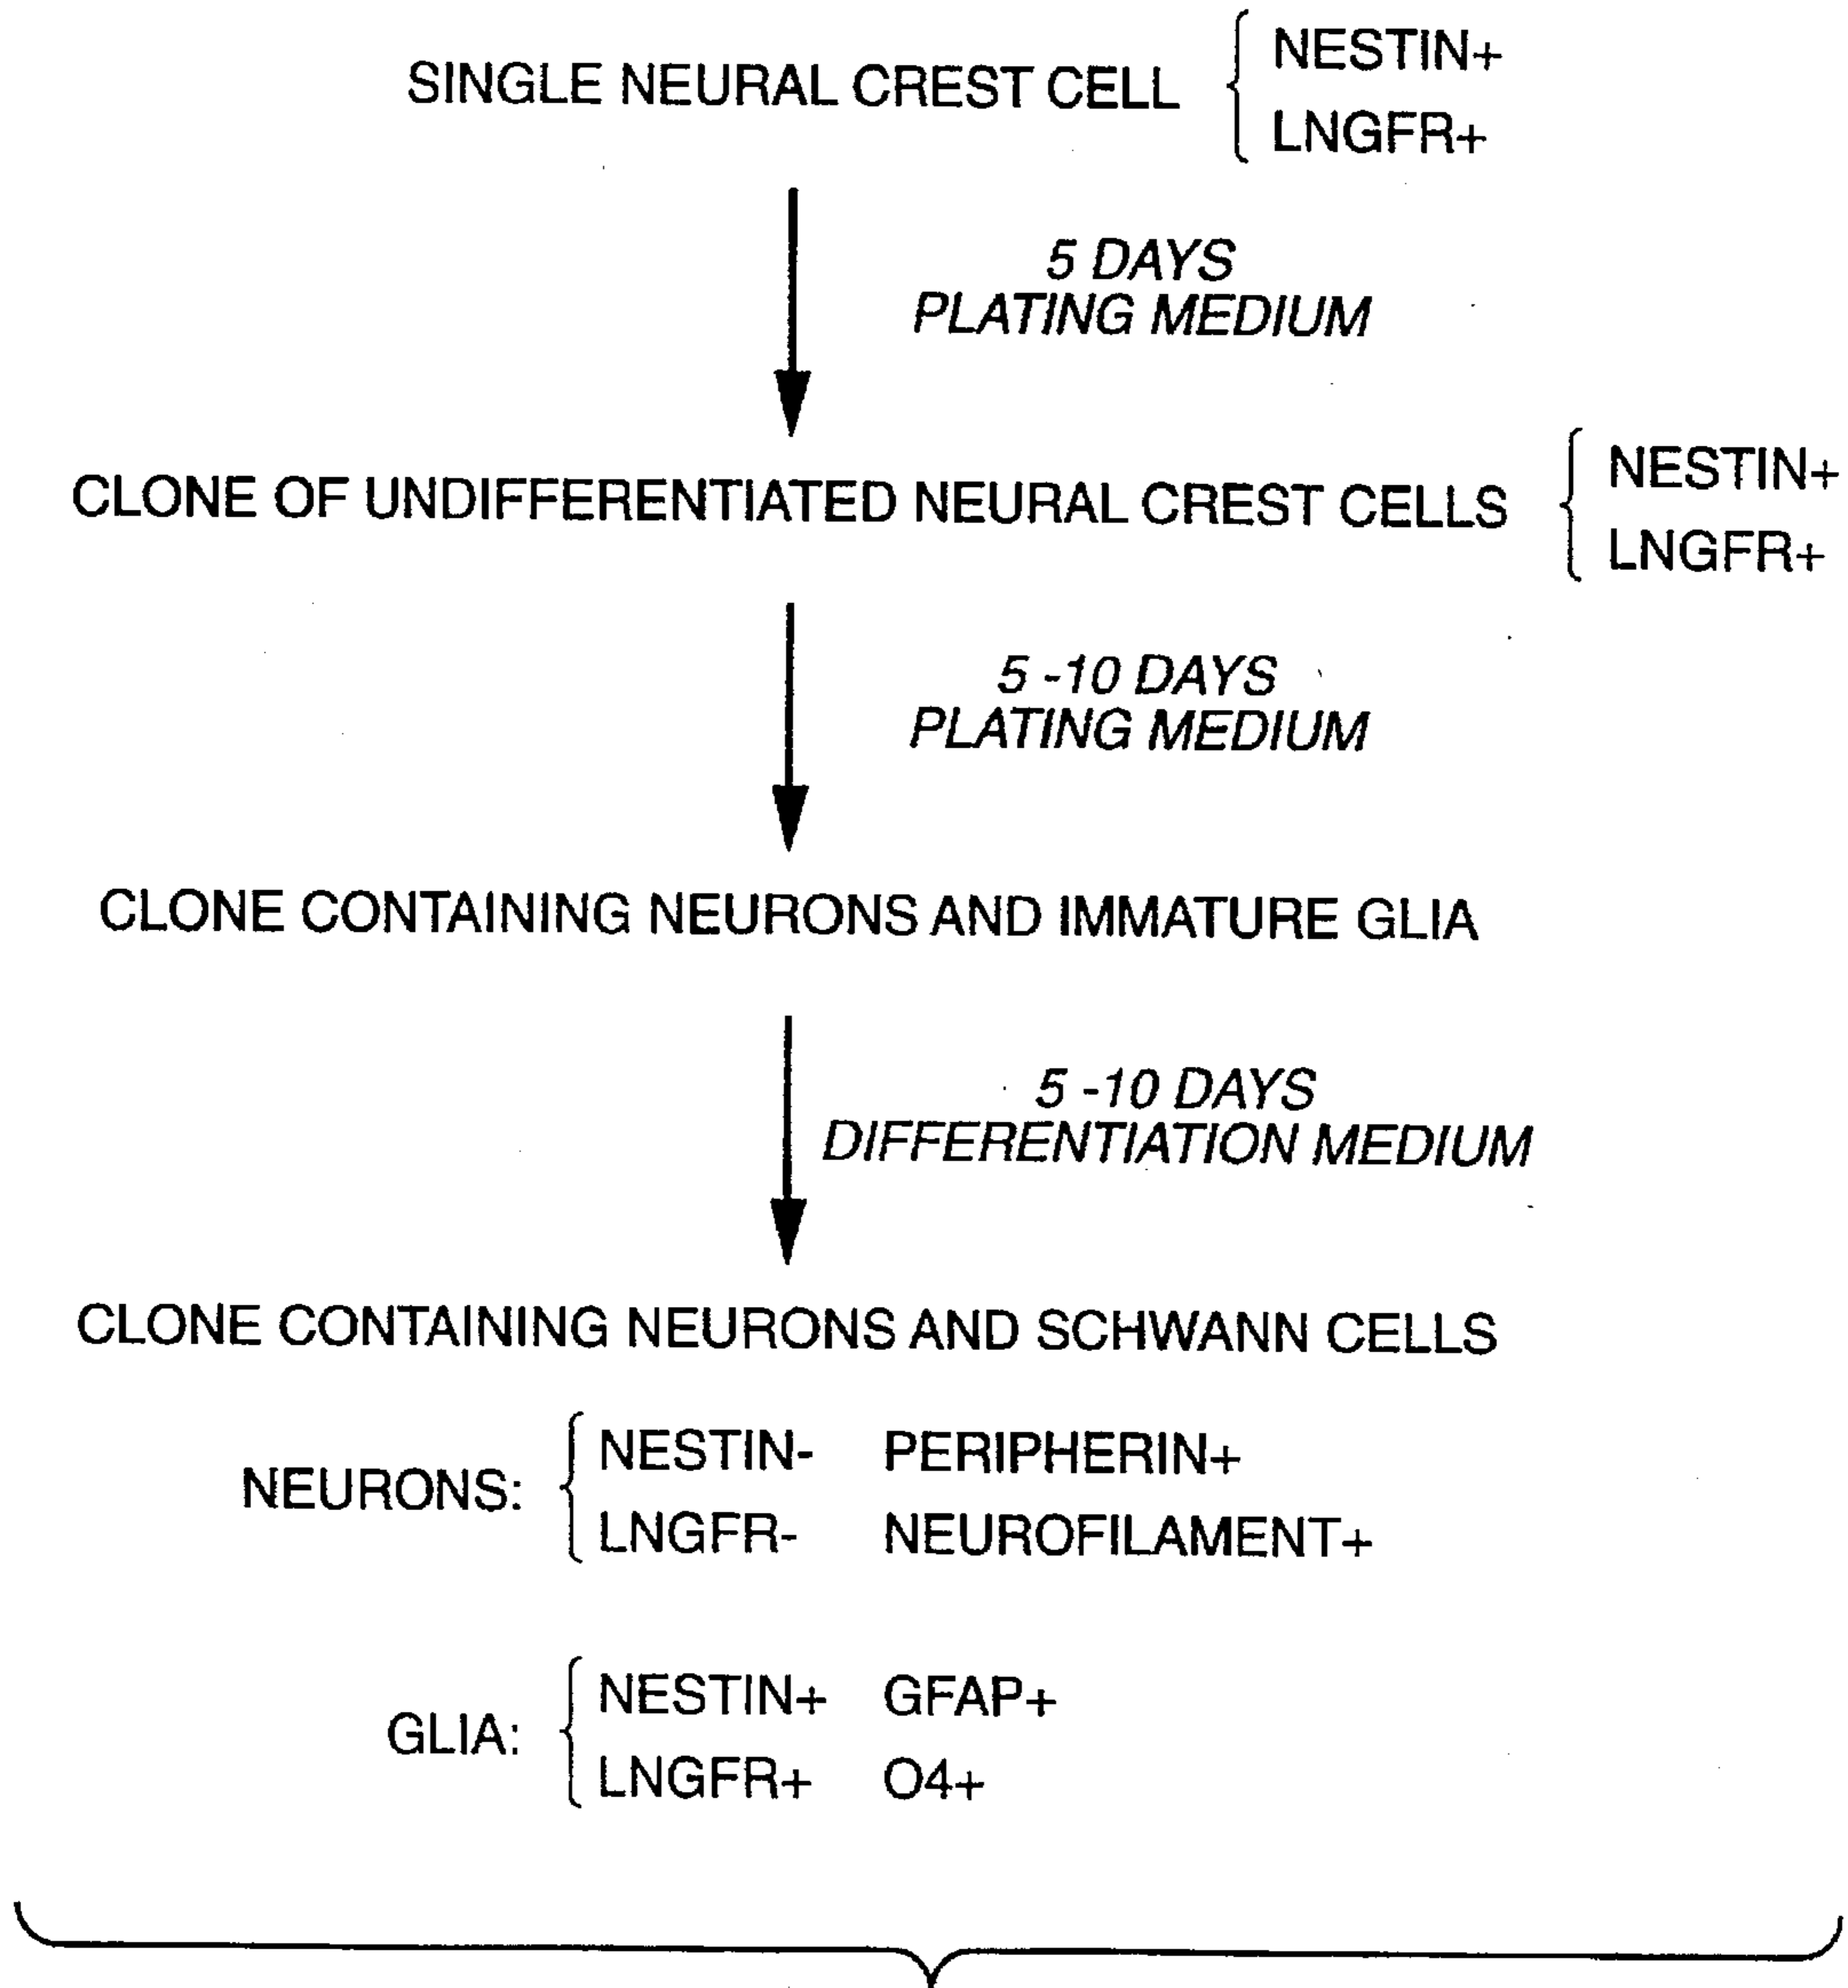 SINGLE NEURAL CREST CELL
NESTIN+
LNGFR+
5 DAYS
PLATING MEDIUM
CLONE OF UNDIFFERENTIATED NEURAL CREST CELLS
NESTIN+
LNGFR+
5 -10 DAYS
PLATING MEDIUM
CLONE CONTAINING NEURONS AND IMMATURE GLIA
5 -10 DAYS
DIFFERENTIATION MEDIUM
CLONE CONTAINING NEURONS AND SCHWANN CELLS
NEURONS:
NESTIN- PERIPHERIN+
LNGFR- NEUROFILAMENT+
GLIA:
NESTIN+ GFAP+
LNGFR+ O4+